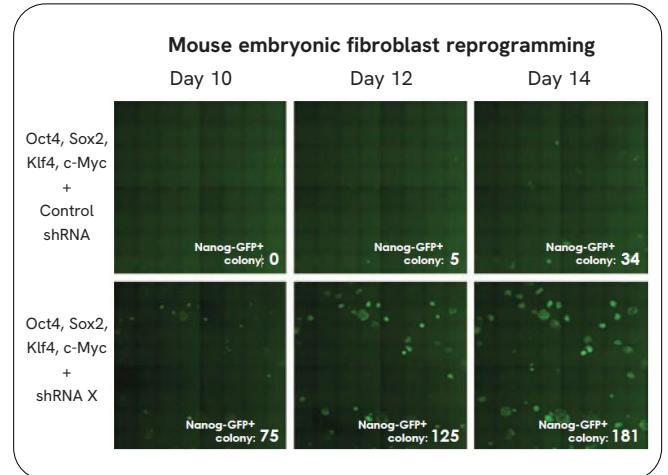 Mouse embryonic fibroblast reprogramming
Day 10 Day 12 Day 14
Oct4, Sox2,
Klf4, c-Myc
+
Control
shRNA
Nanog-GFP+
colony: 0
Nanog-GFP+
colony: 5
Nanog-GFP+
colony: 34
Oct4, Sox2,
Klf4, c-Myc
+
shRNA X
Nanog-GFP+
colony: 75
Nanog-GFP+
colony: 125
Nanog-GFP+
colony: 181